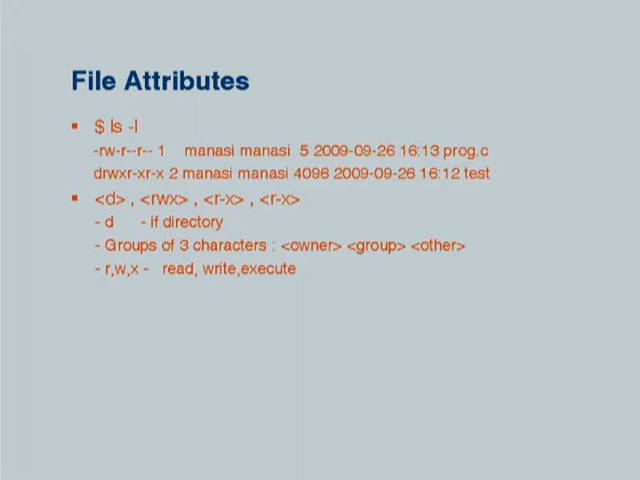 File Attributes
$ ls -l
-rw-r--r-- 1 manasi manasi 5 2009-09-26 16:13 prog.c
drwxr-xr-x 2 manasi manasi 4096 2009-09-26 16:12 test
<d> , <rwx> , <r-x> , <r-x>
- d - if directory
- Groups of 3 characters : <owner> <group> <other>
- r,w,x - read, write,execute